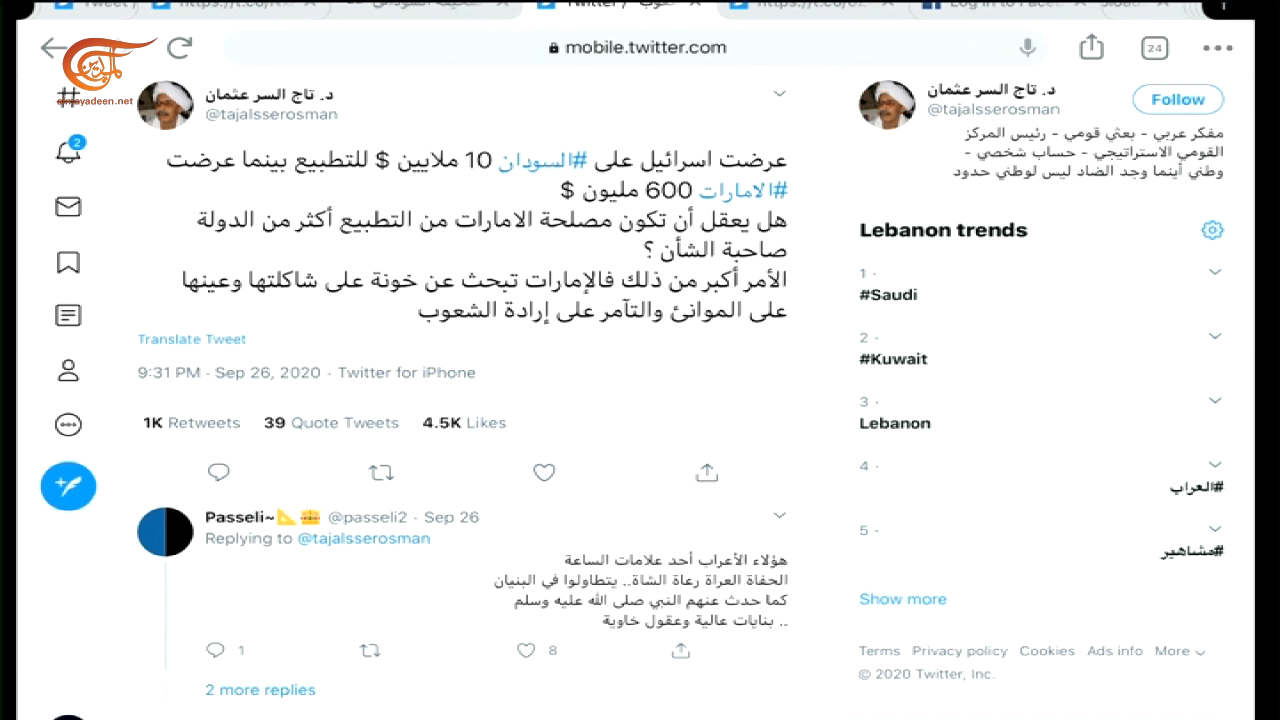 mobile.twitter.com
24
almayadeen.net
2
د. تاج السر عثمان
@tajalsserosman
عرضت اسرائيل على #السودان 10 ملايين $ للتطبيع بينما عرضت
#الامارات 600 مليون $
هل يعقل أن تكون مصلحة الامارات من التطبيع أكثر من الدولة
صاحبة الشأن ؟
الأمر أكبر من ذلك فالإمارات تبحث عن خونة على شاكلتها وعينها
على الموانئ والتآمر على إرادة الشعوب
Translate Tweet
9:31 PM · Sep 26, 2020 · Twitter for iPhone
1K Retweets 39 Quote Tweets 4.5K Likes
Passeli~ @passeli2 · Sep 26
Replying to @tajalsserosman
هؤلاء الأعراب أحد علامات الساعة
الحفاة العراة رعاة الشاة.. يتطاولوا في البنيان
كما حدث عنهم النبي صلى الله عليه وسلم
.. بنايات عالية وعقول خاوية
1 8
2 more replies
د. تاج السر عثمان
@tajalsserosman
Follow
مفكر عربي - بعثي قومي - رئيس المركز
القومي الاستراتيجي - حساب شخصي -
وطني أينما وجد الضاد ليس لوطني حدود
Lebanon trends
1 ·
#Saudi
2 ·
#Kuwait
3 ·
Lebanon
4 ·
#العراب
5 ·
#مشاهير
Show more
Terms Privacy policy Cookies Ads info More
© 2020 Twitter, Inc.